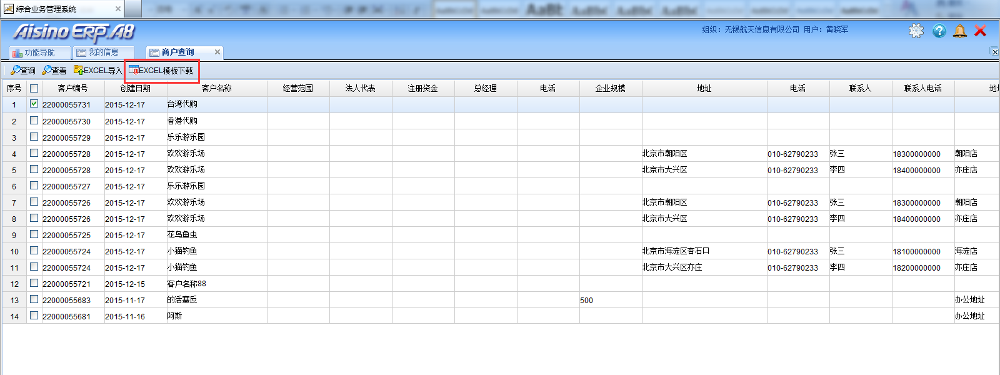 综合业务管理系统
AaBt
Aisino ERP.A8
组织：无锡航天信息有限公司 用户：黄晓军
功能导航 我的信息 商户查询
查询 查看 EXCEL导入 EXCEL模板下载
序号 客户编号 创建日期 客户名称 经营范围 法人代表 注册资金 总经理 电话 企业规模 地址 电话 联系人 联系人电话
1 22000055731 2015-12-17 台湾代购
2 22000055730 2015-12-17 香港代购
3 22000055729 2015-12-17 乐乐游乐园
4 22000055728 2015-12-17 欢欢游乐场 北京市朝阳区 010-62790233 张三 18300000000 朝阳店
5 22000055728 2015-12-17 欢欢游乐场 北京市大兴区 010-62790233 李四 18400000000 亦庄店
6 22000055727 2015-12-17 乐乐游乐园
7 22000055726 2015-12-17 欢欢游乐场 北京市朝阳区 010-62790233 张三 18300000000 朝阳店
8 22000055726 2015-12-17 欢欢游乐场 北京市大兴区 010-62790233 李四 18400000000 亦庄店
9 22000055725 2015-12-17 花鸟鱼虫
10 22000055724 2015-12-17 小猫钓鱼 北京市海淀区杏石口 010-62790233 张三 18100000000 海淀店
11 22000055724 2015-12-17 小猫钓鱼 北京市大兴区亦庄 010-62790233 李四 18200000000 亦庄店
12 22000055721 2015-12-15 客户名称88
13 22000055683 2015-11-17 的活塞反 500 办公地址
14 22000055681 2015-11-16 阿斯 办公地址